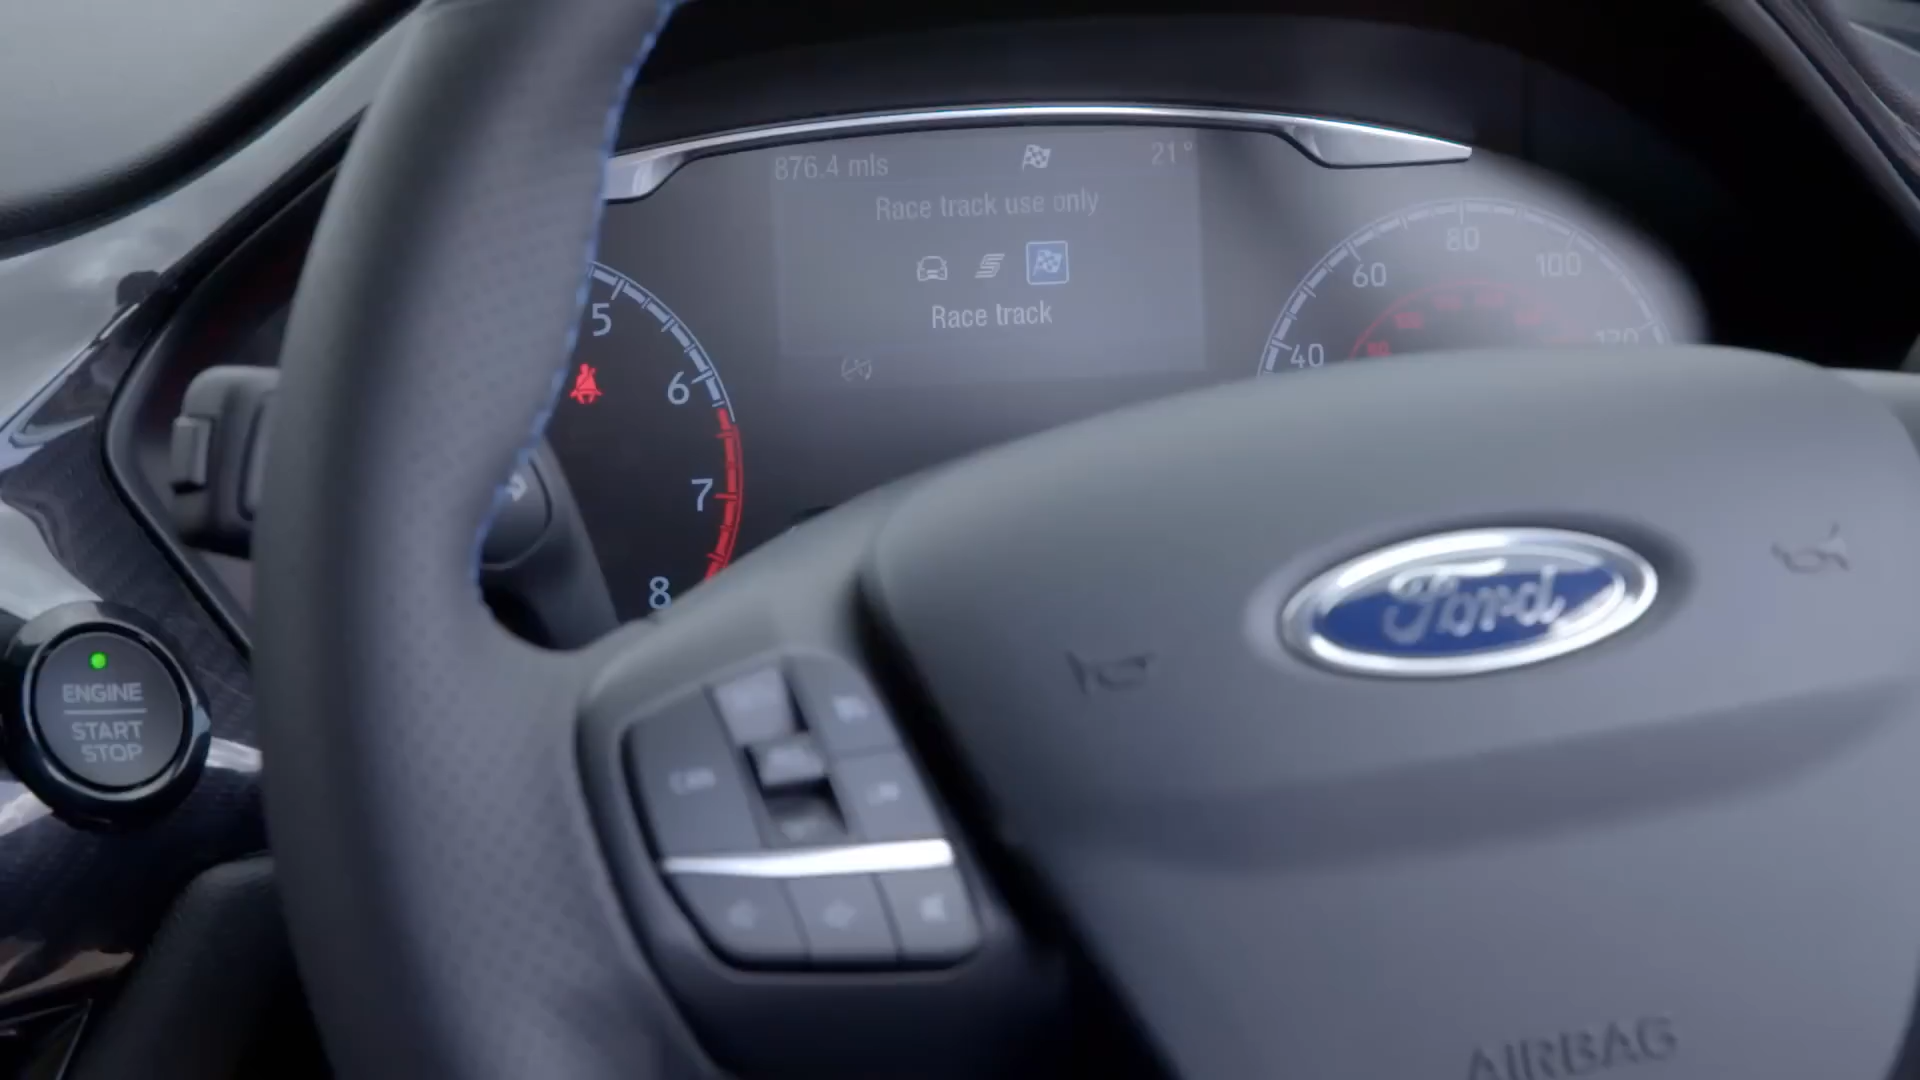 876.4 mls
21°
Race track use only
Race track
5
6
7
8
40
60
80
100
120
ENGINE
START
STOP
Ford
AIRBAG